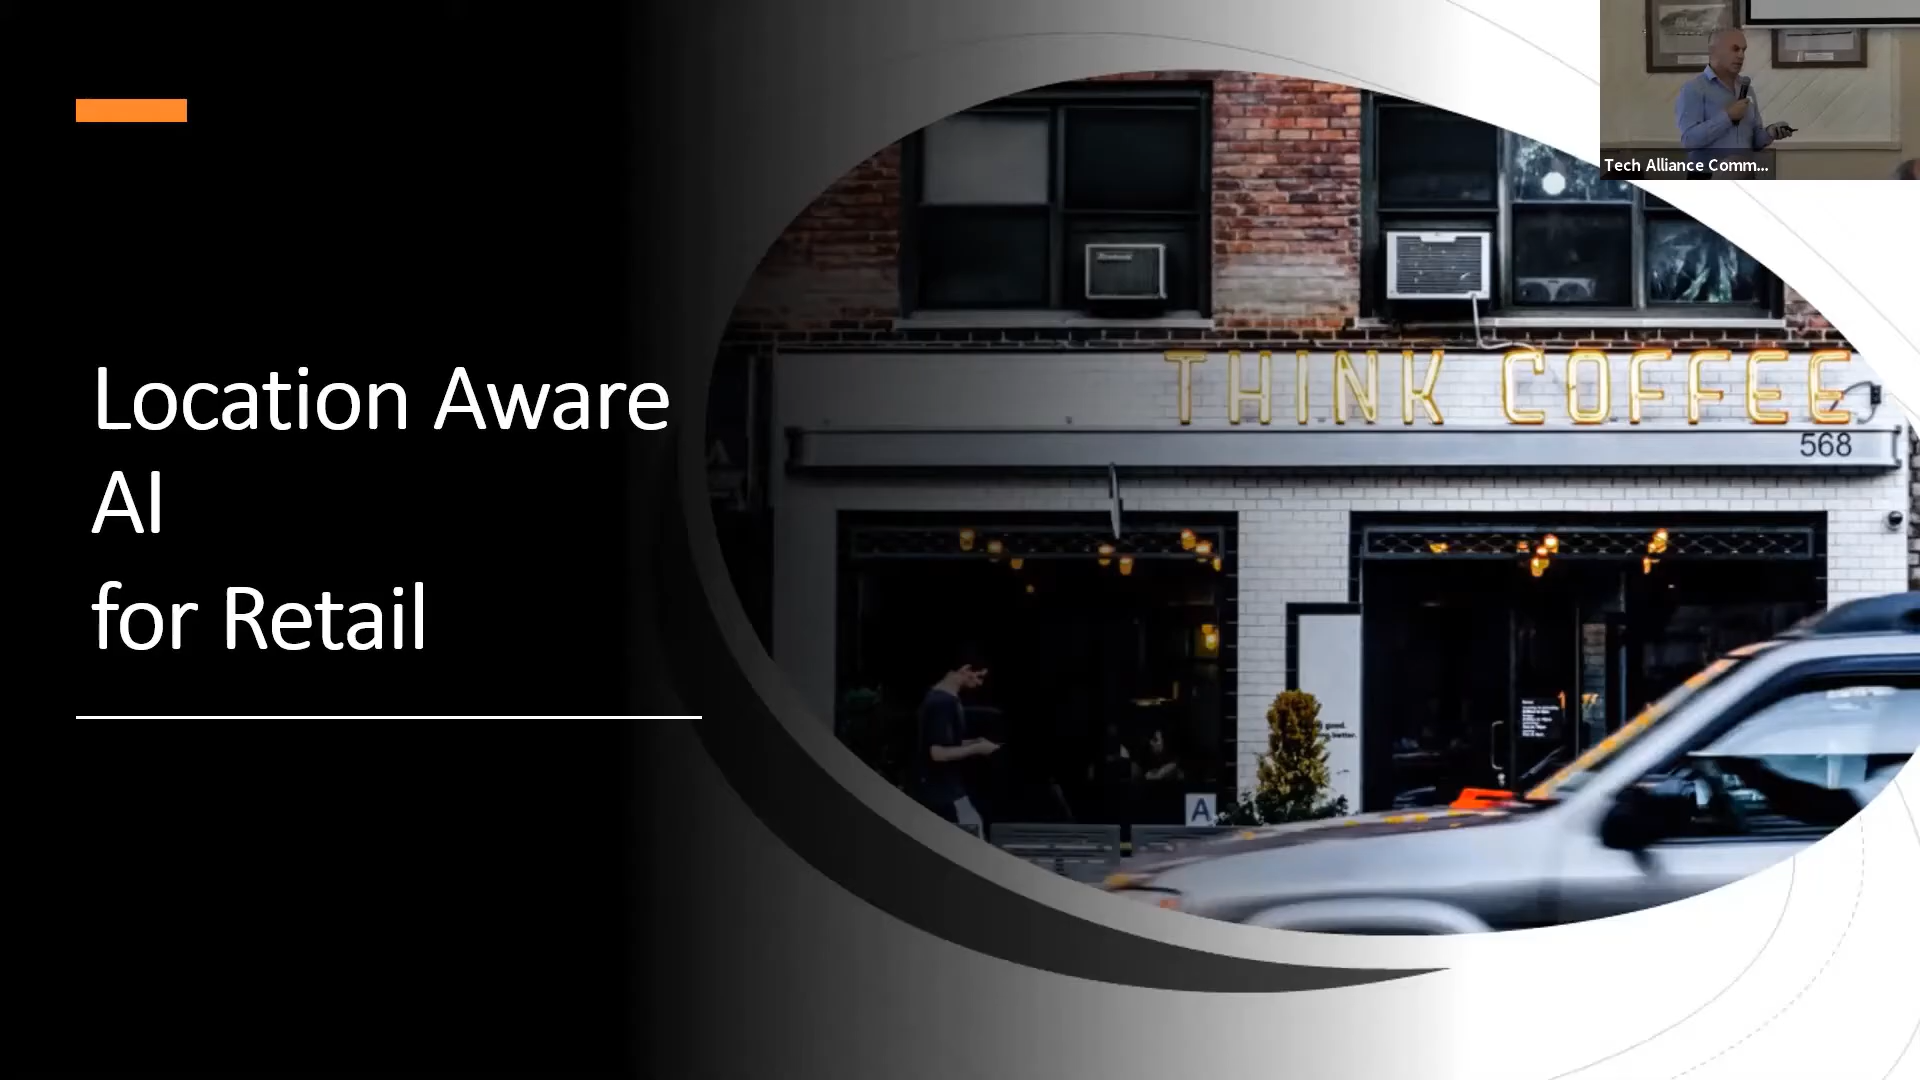 Location Aware
AI
for Retail
Tech Alliance Comm...
THINK COFFEE
568
A